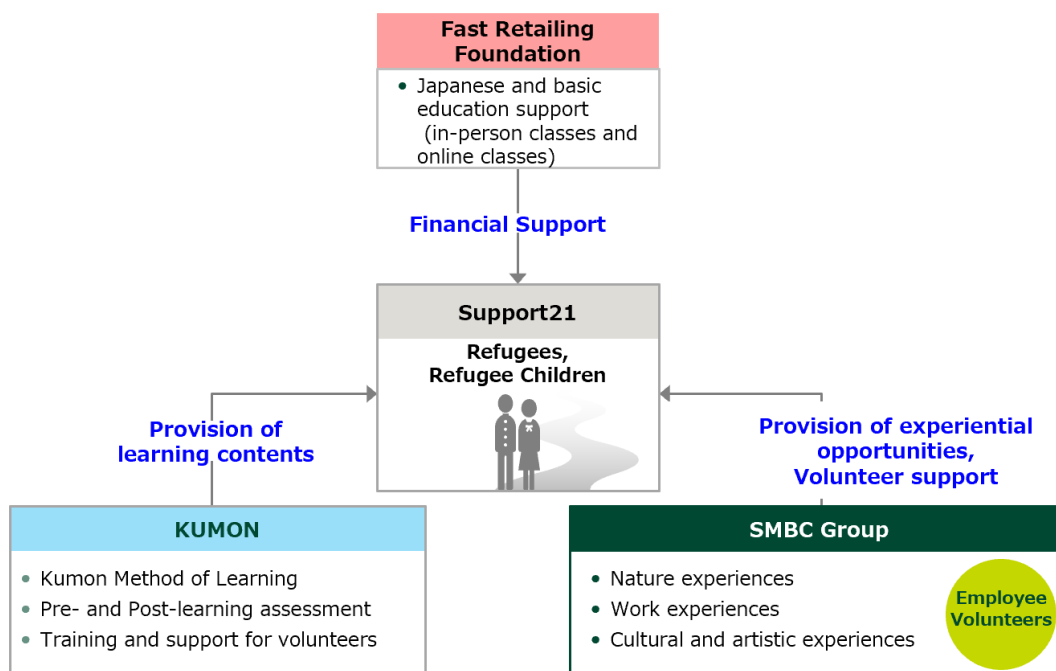 Fast Retailing
Foundation
• Japanese and basic
education support
(in-person classes and
online classes)
Financial Support
Support21
Refugees,
Refugee Children
Provision of
learning contents
Provision of experiential
opportunities,
Volunteer support
KUMON
• Kumon Method of Learning
• Pre- and Post-learning assessment
• Training and support for volunteers
SMBC Group
• Nature experiences
• Work experiences
• Cultural and artistic experiences
Employee
Volunteers